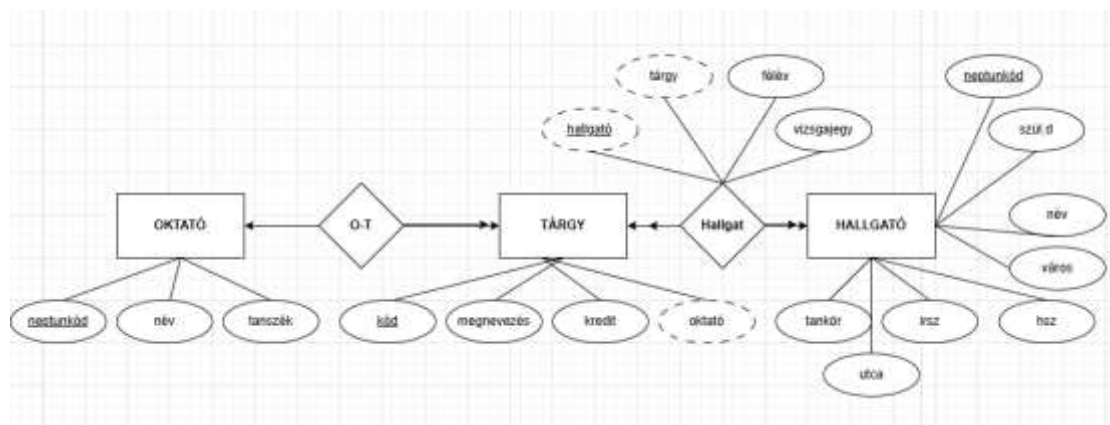 tárgy
félév
neptunkód
hallgató
vizsgajegy
szül.d
OKTATÓ
O-T
TÁRGY
Hallgat
HALLGATÓ
név
város
neptunkód
név
tanszék
kód
megnevezés
kredit
oktató
tankör
irsz
hsz
utca